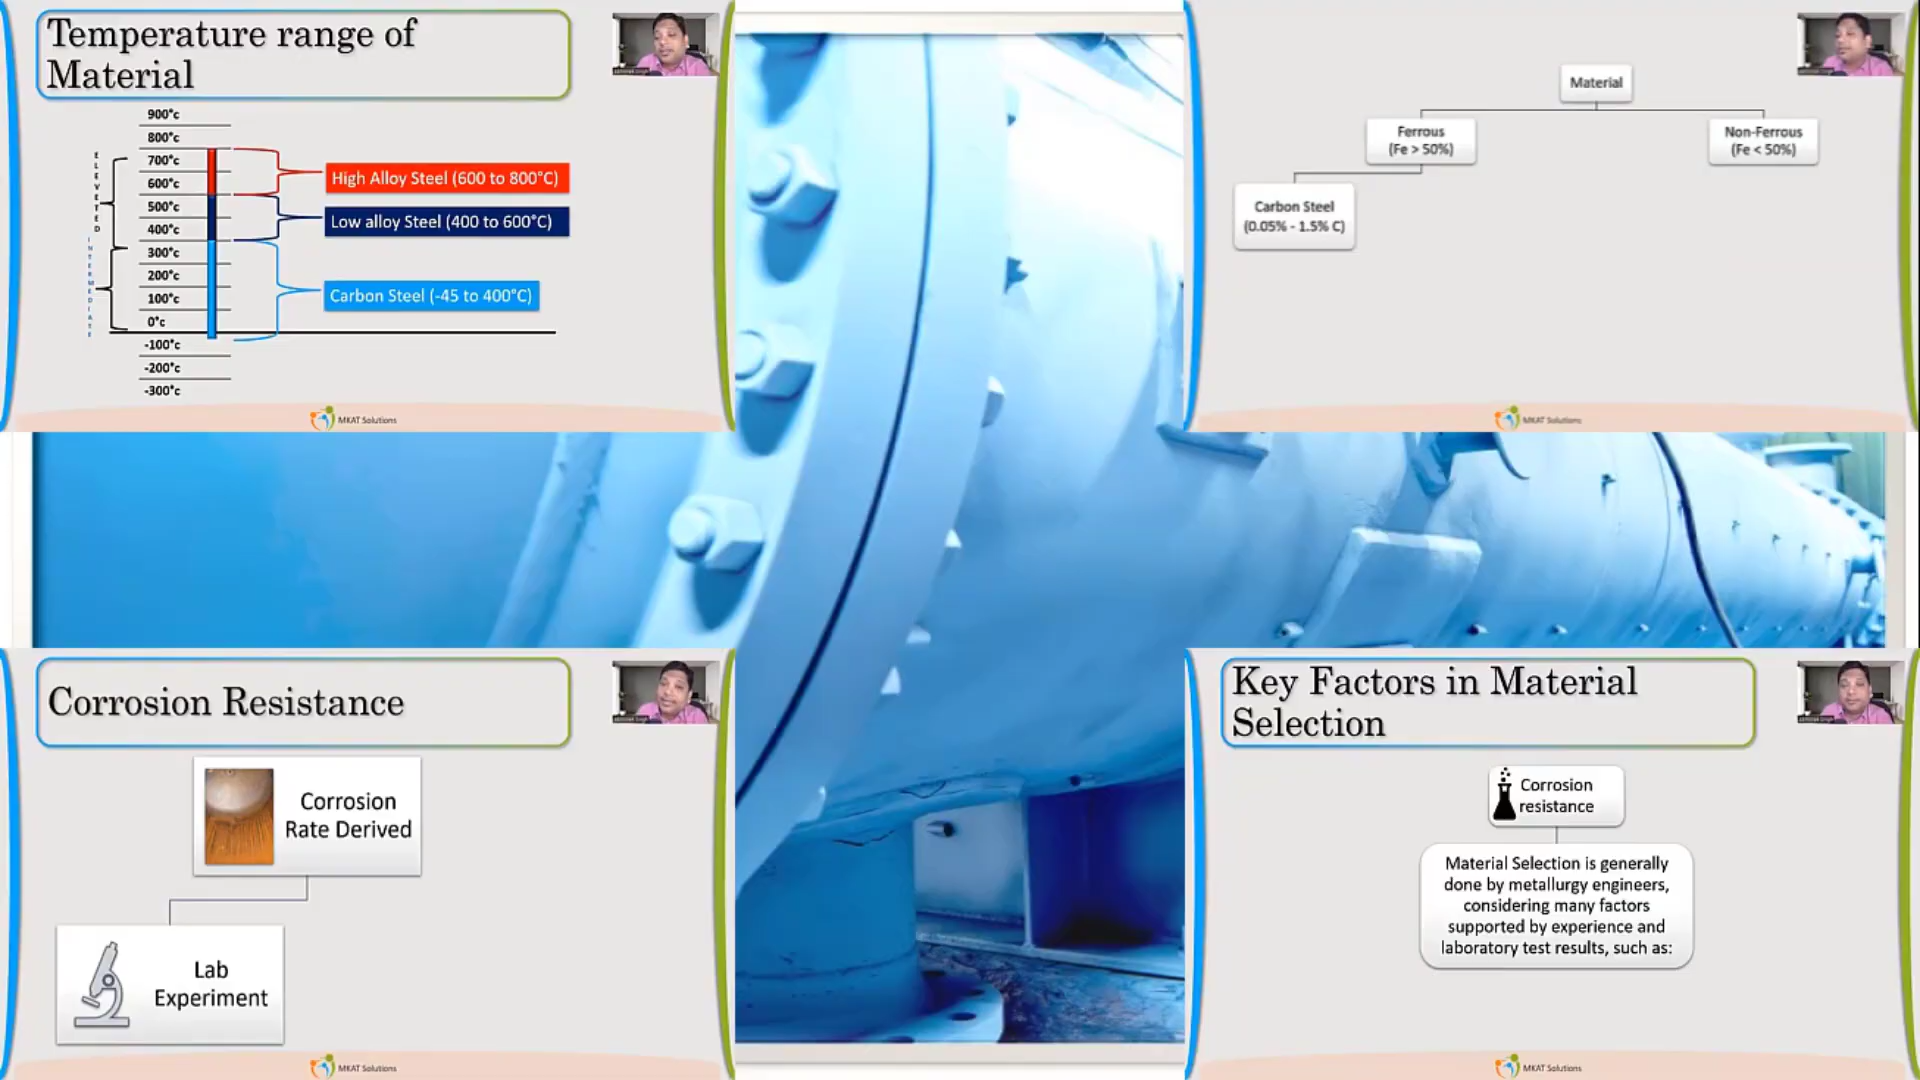 Temperature range of
Material
900°c
800°c
700°c
600°c
500°c
400°c
300°c
200°c
100°c
0°c
-100°c
-200°c
-300°c
ELEVETED
INTERMEDIATE
High Alloy Steel (600 to 800°C)
Low alloy Steel (400 to 600°C)
Carbon Steel (-45 to 400°C)
MKAT Solutions
Material
Ferrous
(Fe > 50%)
Non-Ferrous
(Fe < 50%)
Carbon Steel
(0.05% - 1.5% C)
MKAT Solutions
Corrosion Resistance
Corrosion
Rate Derived
Lab
Experiment
MKAT Solutions
Key Factors in Material
Selection
Corrosion
resistance
Material Selection is generally
done by metallurgy engineers,
considering many factors
supported by experience and
laboratory test results, such as:
MKAT Solutions